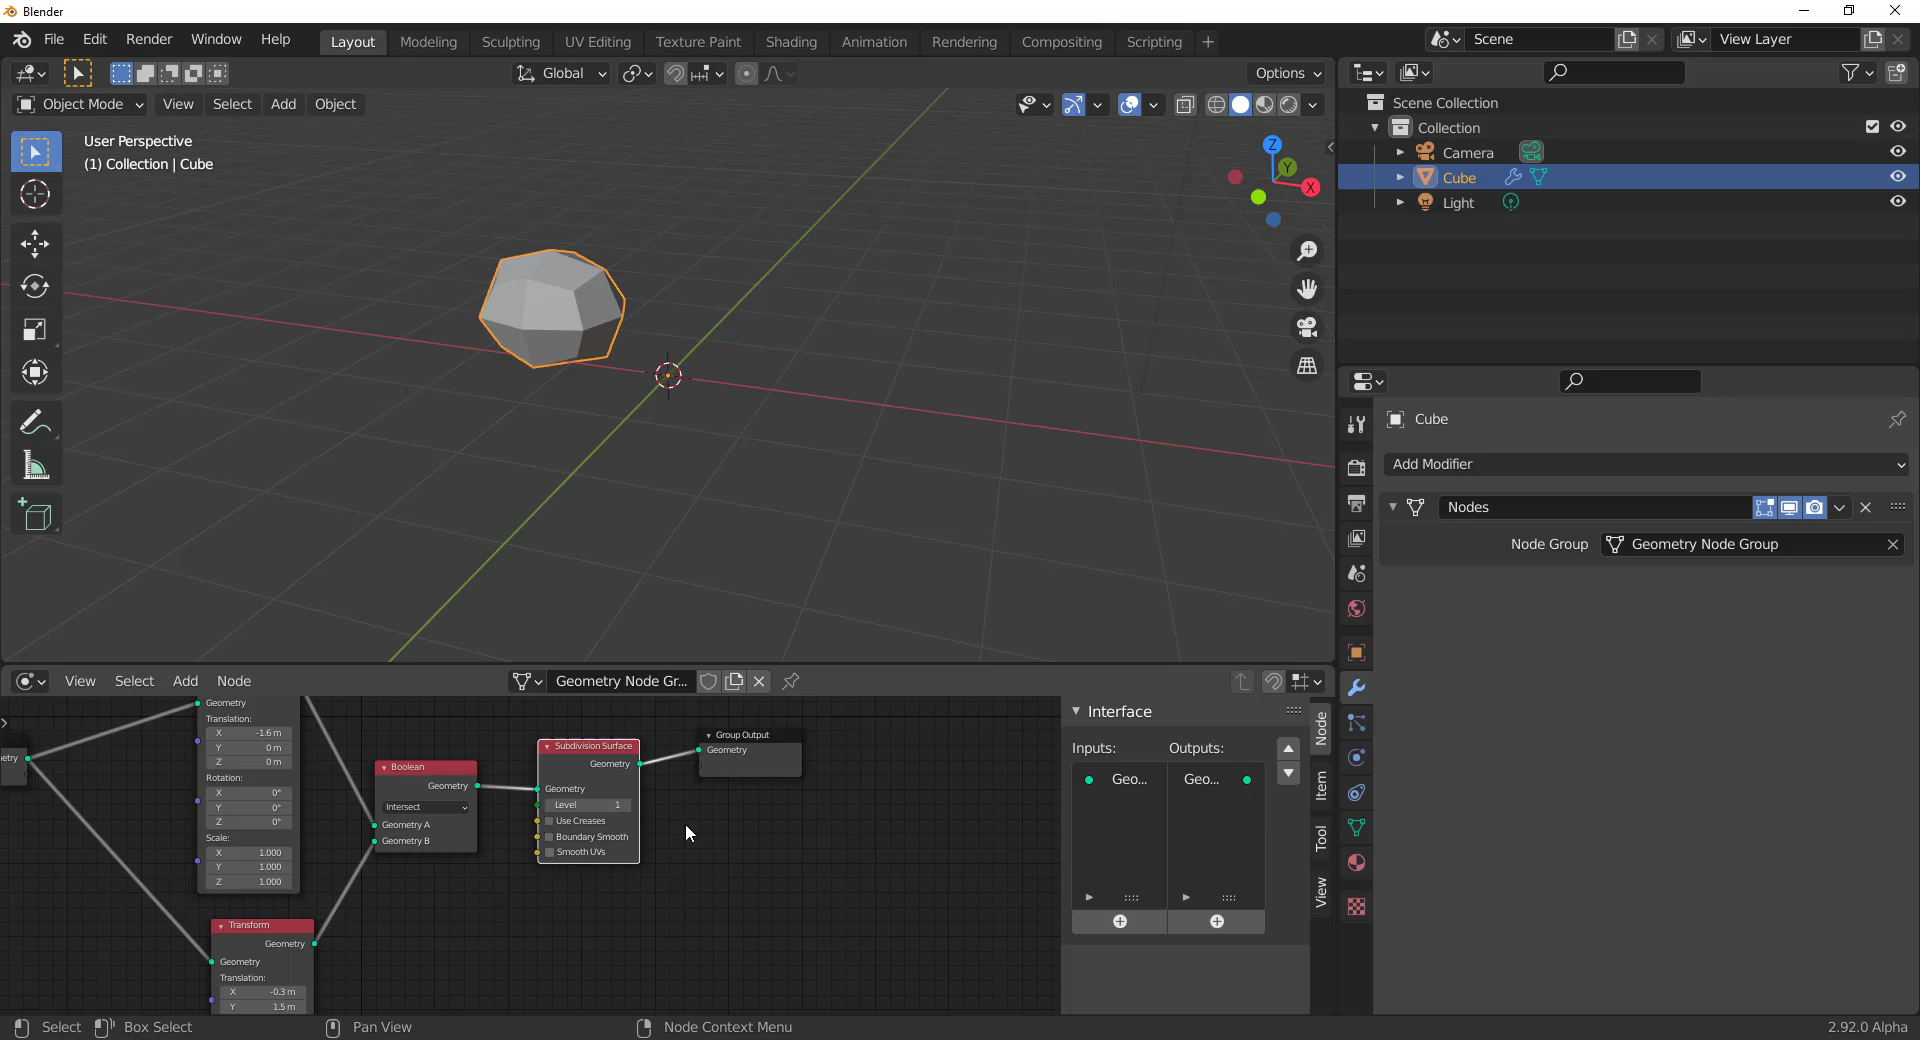 Blender
File Edit Render Window Help
Layout Modeling Sculpting UV Editing Texture Paint Shading Animation Rendering Compositing Scripting +
Scene
View Layer
Global
Options
Object Mode View Select Add Object
User Perspective
(1) Collection | Cube
Z
Y
X
Scene Collection
Collection
Camera
Cube
Light
Cube
Add Modifier
Nodes
Node Group Geometry Node Group
View Select Add Node
Geometry Node Gr...
etry
Geometry
Translation:
X -1.6 m
Y 0 m
Z 0 m
Rotation:
X 0°
Y 0°
Z 0°
Scale:
X 1.000
Y 1.000
Z 1.000
Transform
Geometry
Geometry
Translation:
X -0.3 m
Y 1.5 m
Boolean
Geometry
Intersect
Geometry A
Geometry B
Subdivision Surface
Geometry
Geometry
Level 1
Use Creases
Boundary Smooth
Smooth UVs
Group Output
Geometry
Interface
Inputs: Outputs:
Geo... Geo...
Node
Item
Tool
View
Select Box Select Pan View Node Context Menu
2.92.0 Alpha